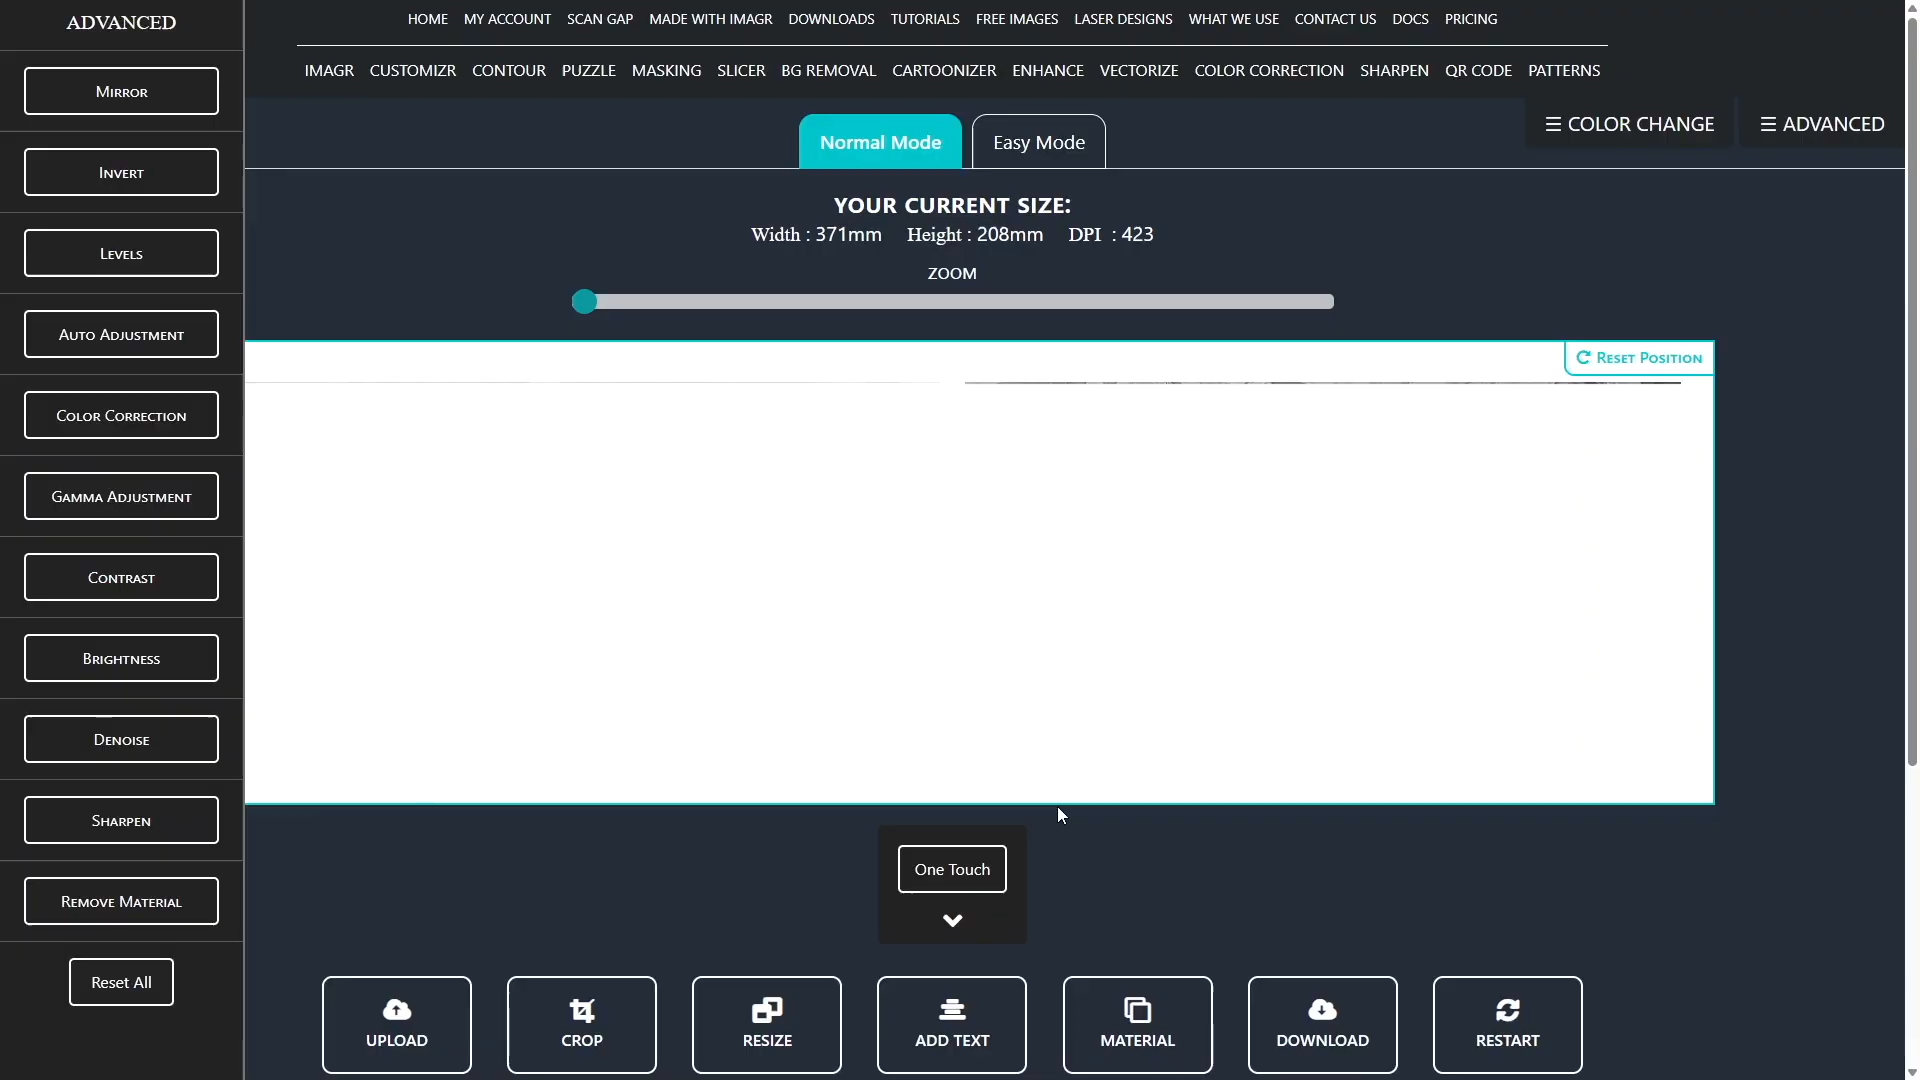 ADVANCED
MIRROR
INVERT
LEVELS
AUTO ADJUSTMENT
COLOR CORRECTION
GAMMA ADJUSTMENT
CONTRAST
BRIGHTNESS
DENOISE
SHARPEN
REMOVE MATERIAL
Reset All
HOME MY ACCOUNT SCAN GAP MADE WITH IMAGR DOWNLOADS TUTORIALS FREE IMAGES LASER DESIGNS WHAT WE USE CONTACT US DOCS PRICING
IMAGR CUSTOMIZR CONTOUR PUZZLE MASKING SLICER BG REMOVAL CARTOONIZER ENHANCE VECTORIZE COLOR CORRECTION SHARPEN QR CODE PATTERNS
☰ COLOR CHANGE ☰ ADVANCED
Normal Mode Easy Mode
YOUR CURRENT SIZE:
Width : 371mm Height : 208mm DPI : 423
ZOOM
RESET POSITION
One Touch
UPLOAD CROP RESIZE ADD TEXT MATERIAL DOWNLOAD RESTART